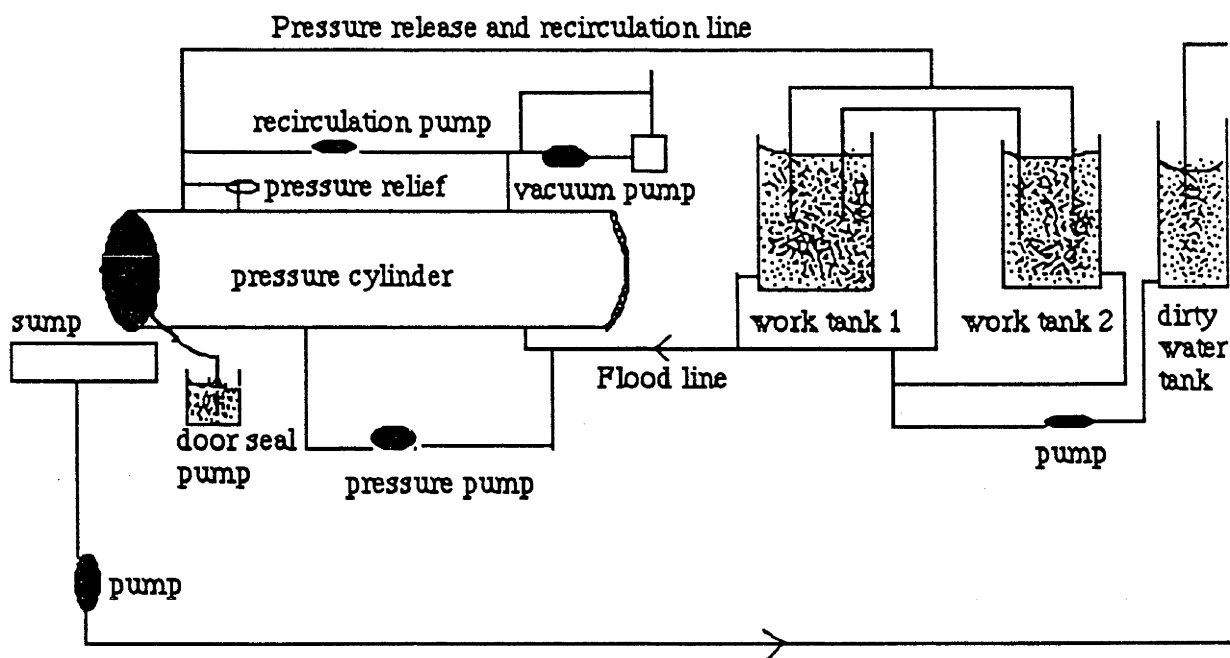 Pressure release and recirculation line
recirculation pump
pressure relief
vacuum pump
pressure cylinder
sump
work tank 1
work tank 2
dirty
water
tank
Flood line
door seal
pump
pressure pump
pump
pump